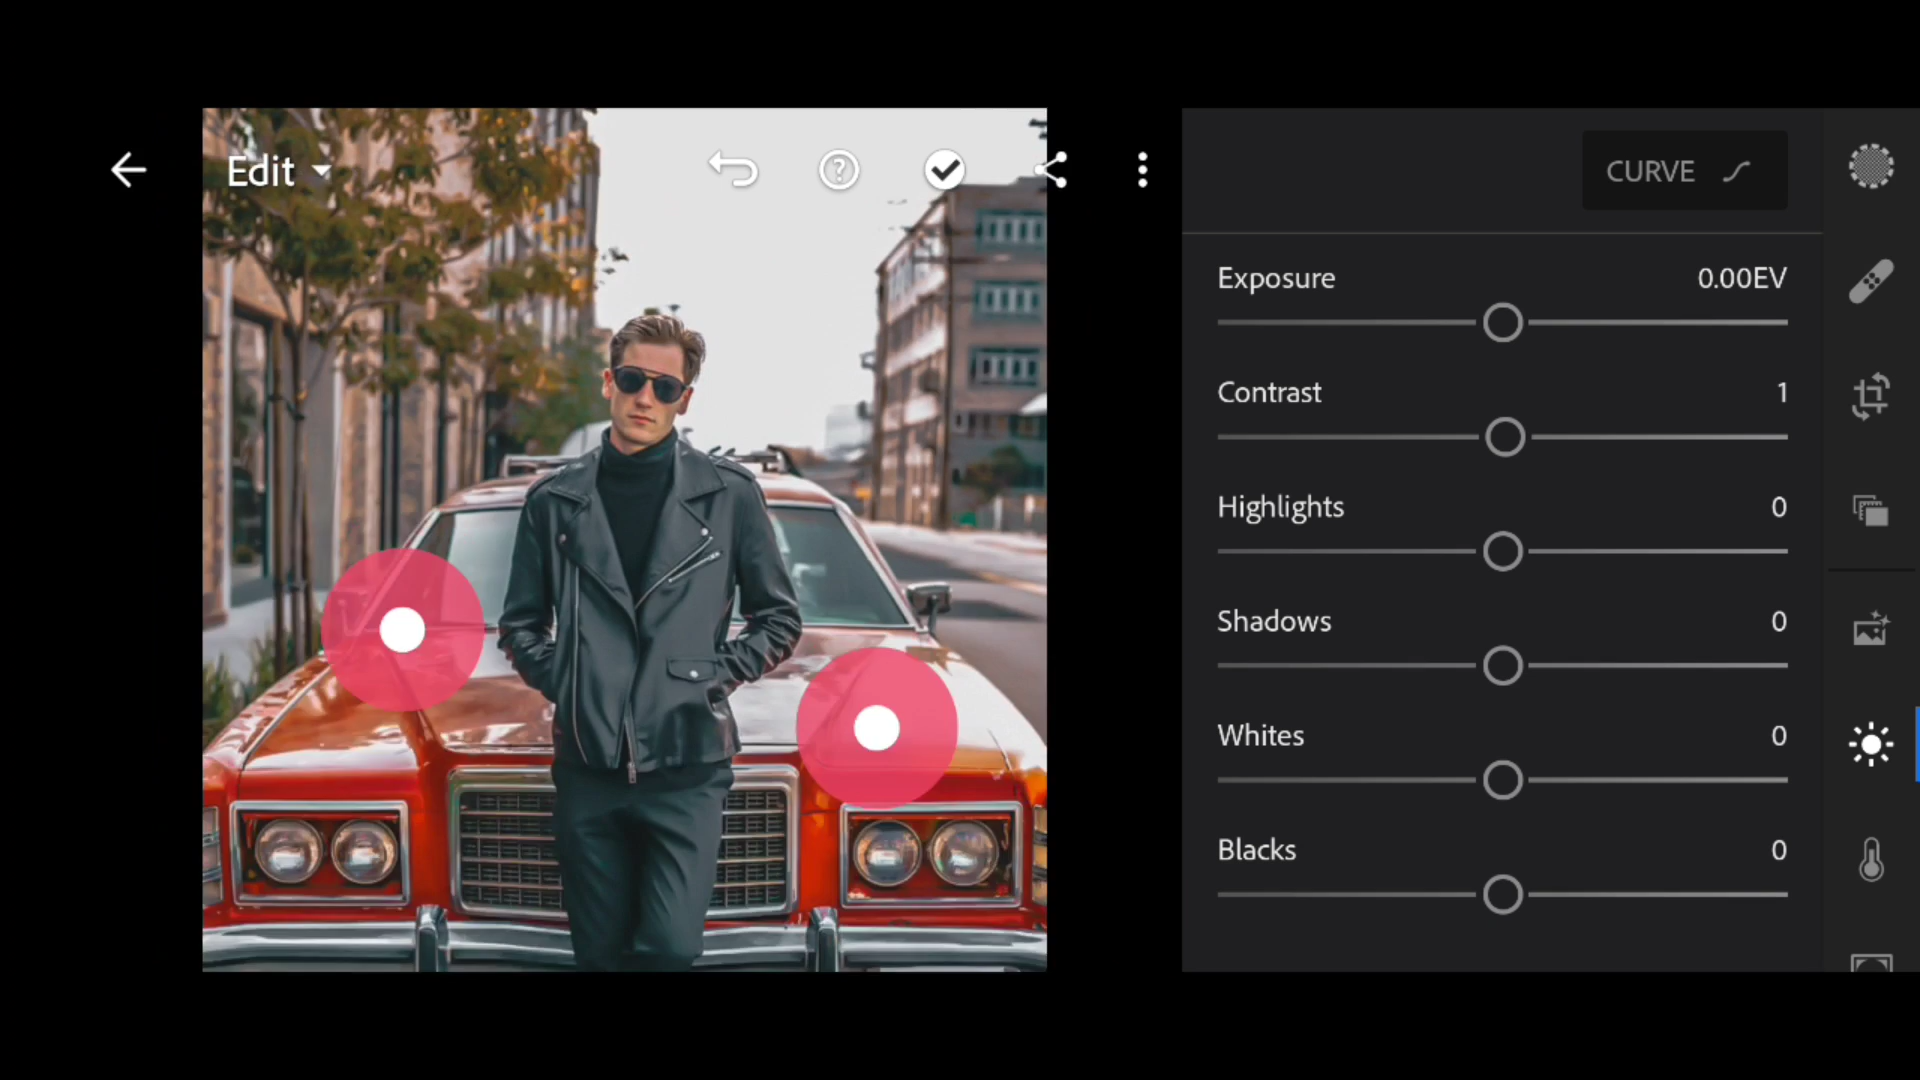 Edit
CURVE
Exposure 0.00EV
Contrast 1
Highlights 0
Shadows 0
Whites 0
Blacks 0